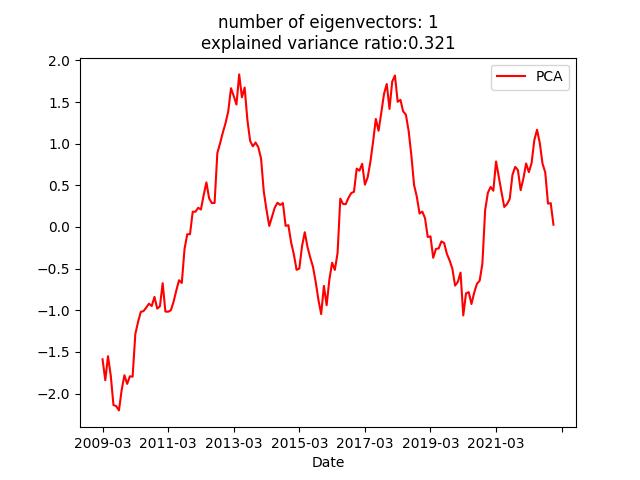 number of eigenvectors: 1
explained variance ratio:0.321
PCA
2.0
1.5
1.0
0.5
0.0
−0.5
−1.0
−1.5
−2.0
2009-03 2011-03 2013-03 2015-03 2017-03 2019-03 2021-03
Date